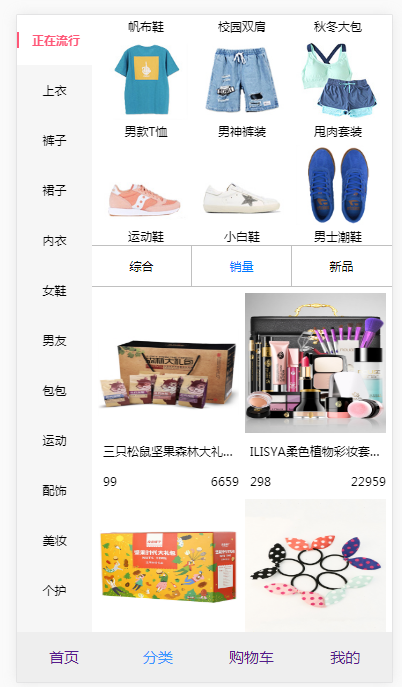 正在流行
上衣
裤子
裙子
内衣
女鞋
男友
包包
运动
配饰
美妆
个护
帆布鞋 校园双肩 秋冬大包
男款T恤 男神裤装 甩肉套装
运动鞋 小白鞋 男士潮鞋
综合 销量 新品
三只松鼠坚果森林大礼... ILISYA柔色植物彩妆套...
99 6659 298 22959
首页 分类 购物车 我的